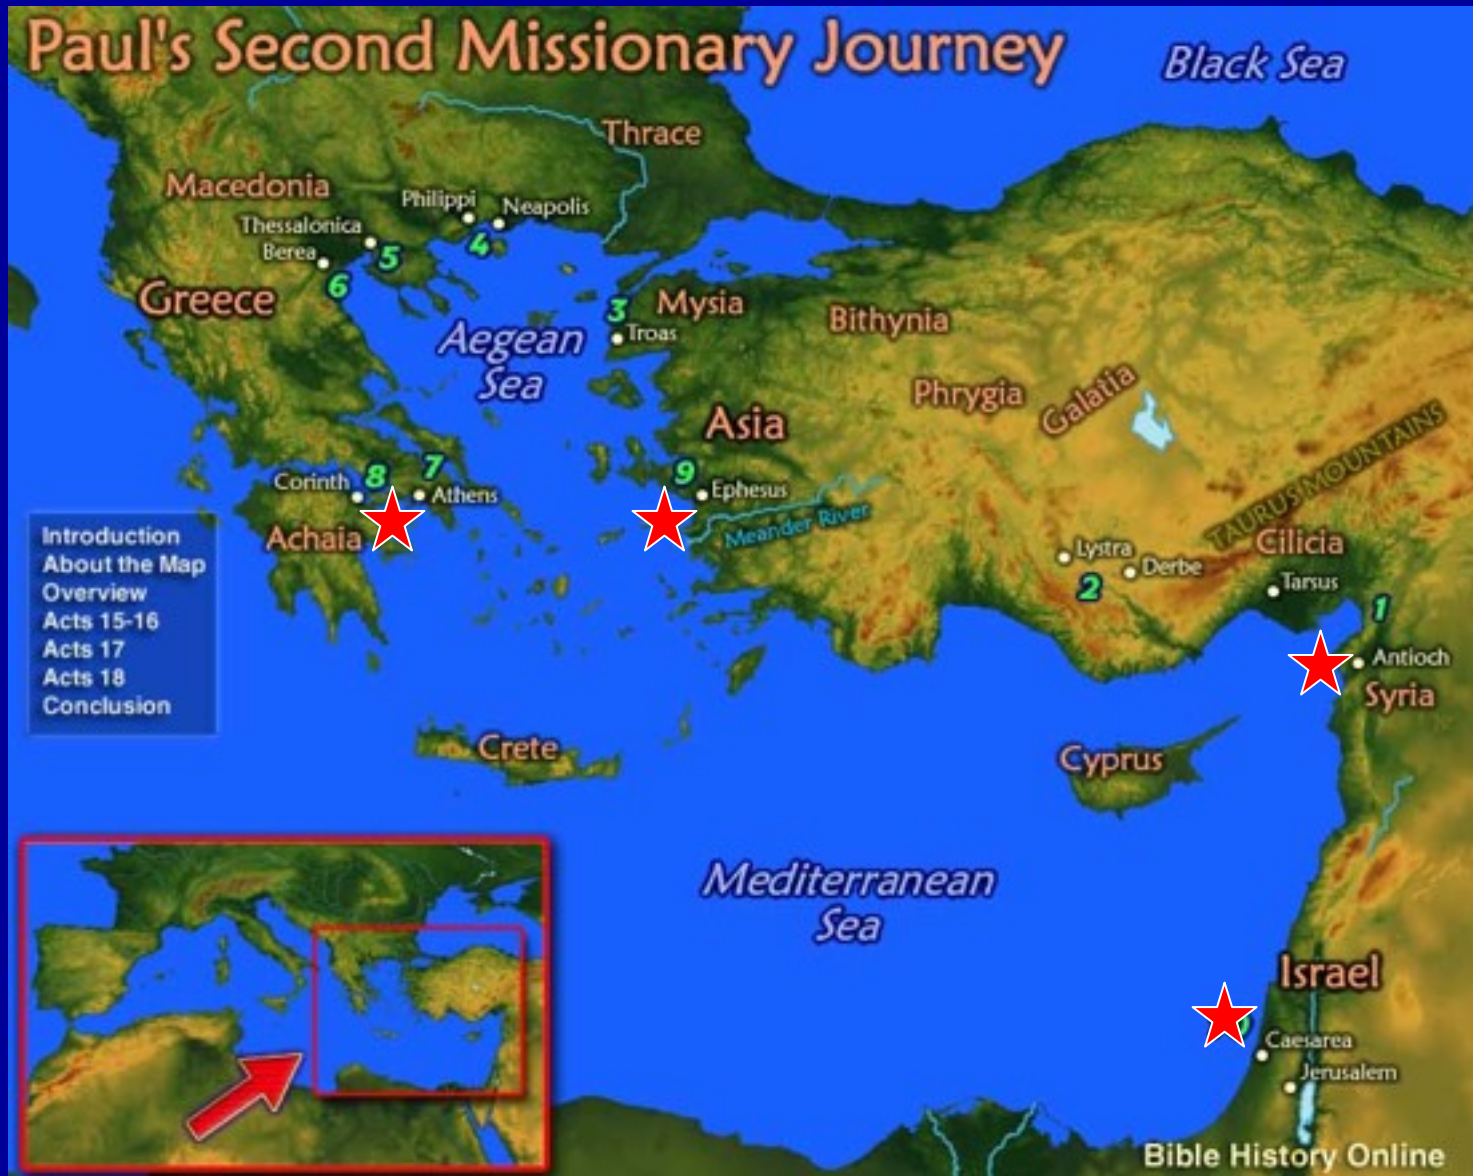 Paul's Second Missionary Journey
Black Sea
Thrace
Macedonia
Philippi
Neapolis
Thessalonica
Berea
4
5
6
Greece
3
Mysia
Troas
Bithynia
Aegean
Sea
Phrygia
Galatia
Asia
TAURUS MOUNTAINS
Corinth
8
7
Athens
9
Ephesus
Meander River
Achaia
Introduction
About the Map
Overview
Acts 15-16
Acts 17
Acts 18
Conclusion
Lystra
Derbe
2
Cilicia
Tarsus
1
Antioch
Syria
Crete
Cyprus
Mediterranean
Sea
Israel
Caesarea
Jerusalem
Bible History Online